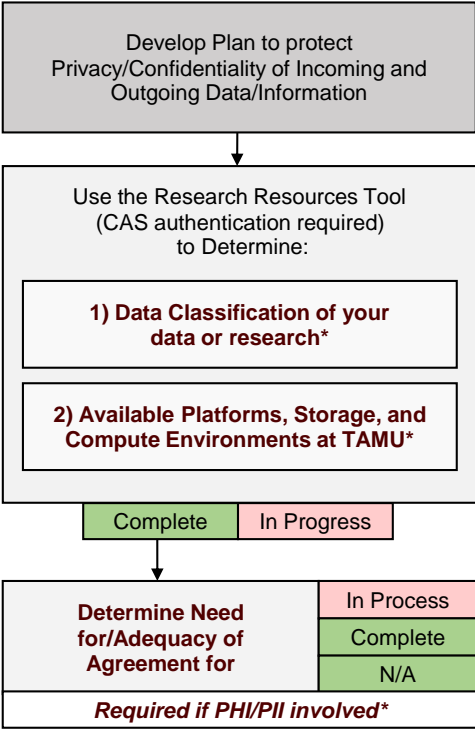 Develop Plan to protect
Privacy/Confidentiality of Incoming and
Outgoing Data/Information
Use the Research Resources Tool
(CAS authentication required)
to Determine:
1) Data Classification of your
data or research*
2) Available Platforms, Storage, and
Compute Environments at TAMU*
Complete
In Progress
Determine Need
for/Adequacy of
Agreement for
In Process
Complete
N/A
Required if PHI/PII involved*